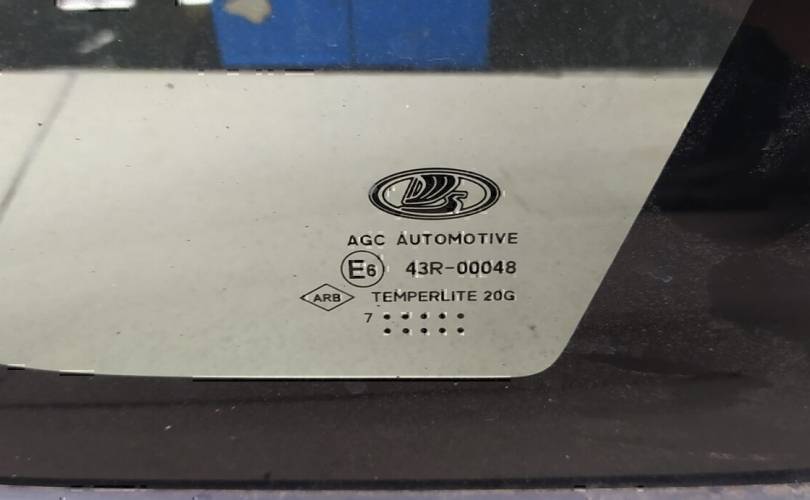 AGC AUTOMOTIVE
E6 43R-00048
ARB TEMPERLITE 20G
7